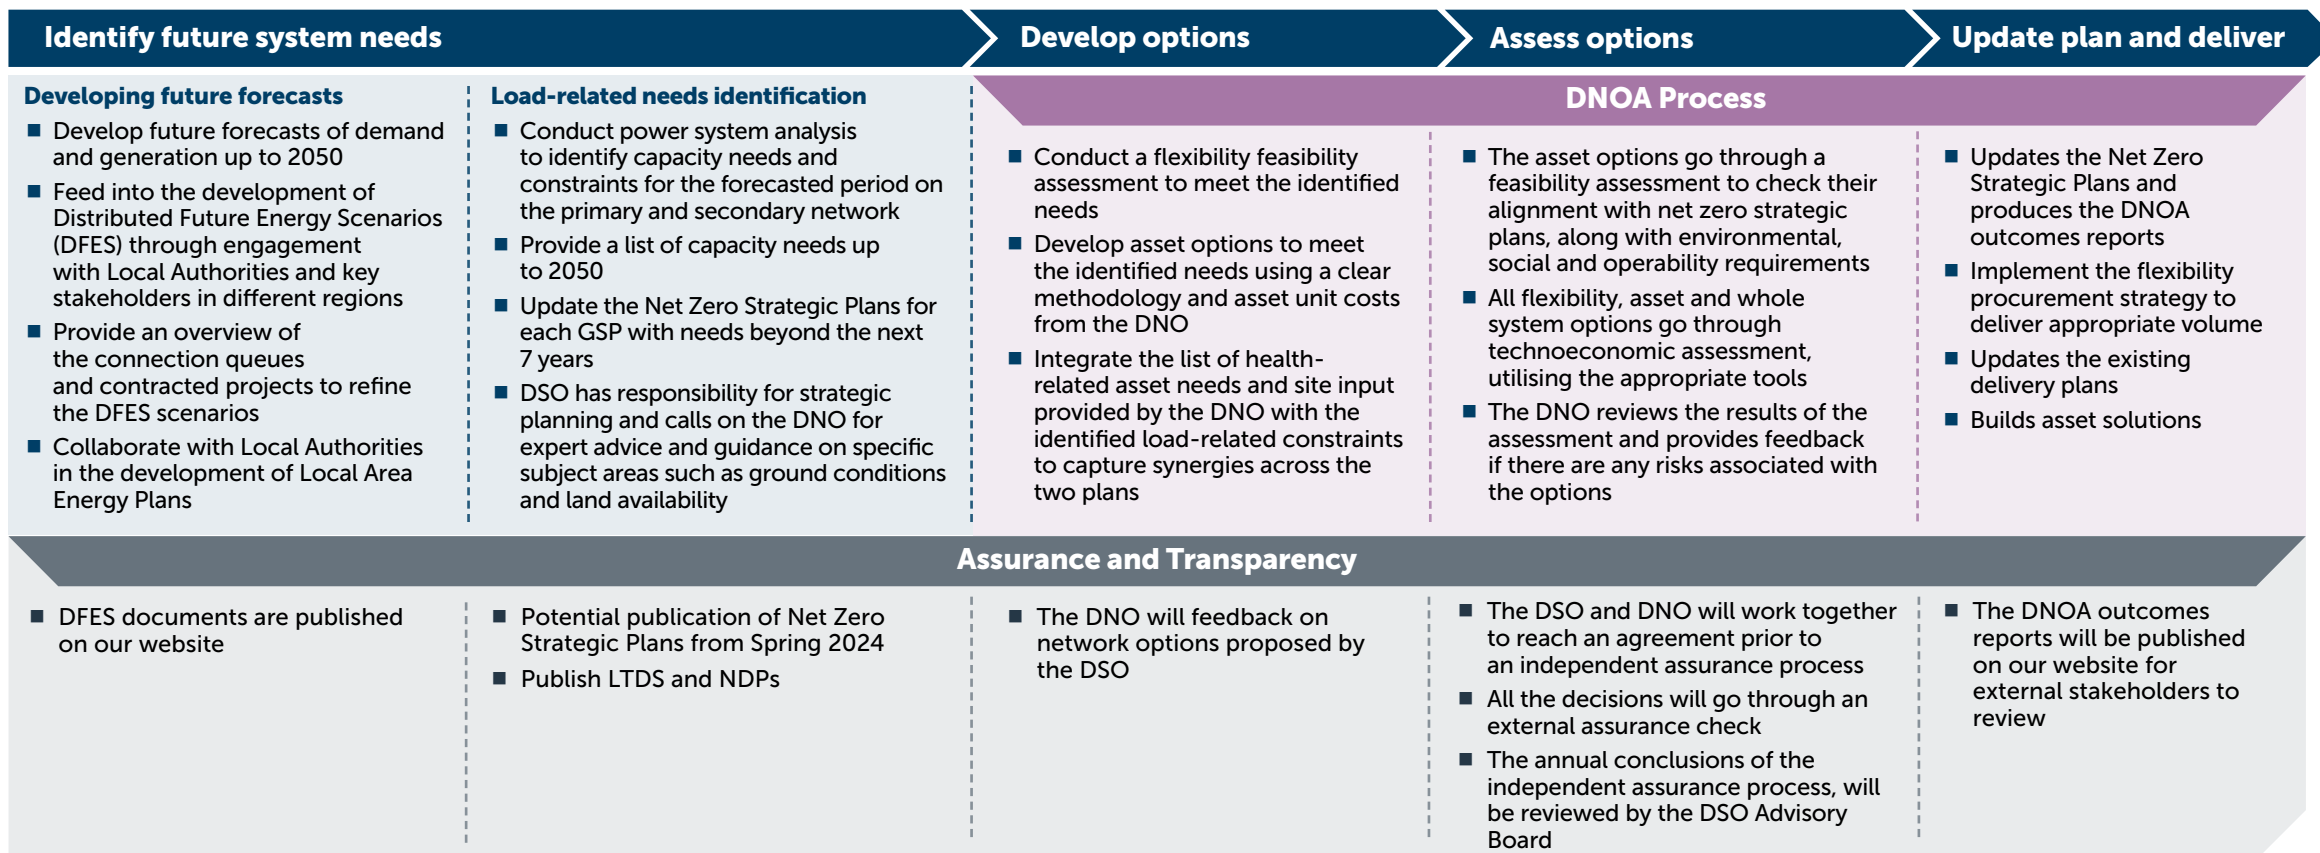 Identify future system needs
Develop options
Assess options
Update plan and deliver
Developing future forecasts
■ Develop future forecasts of demand
and generation up to 2050
■ Feed into the development of
Distributed Future Energy Scenarios
(DFES) through engagement
with Local Authorities and key
stakeholders in different regions
■ Provide an overview of
the connection queues
and contracted projects to refine
the DFES scenarios
■ Collaborate with Local Authorities
in the development of Local Area
Energy Plans
Load-related needs identification
■ Conduct power system analysis
to identify capacity needs and
constraints for the forecasted period on
the primary and secondary network
■ Provide a list of capacity needs up
to 2050
■ Update the Net Zero Strategic Plans for
each GSP with needs beyond the next
7 years
■ DSO has responsibility for strategic
planning and calls on the DNO for
expert advice and guidance on specific
subject areas such as ground conditions
and land availability
DNOA Process
■ Conduct a flexibility feasibility
assessment to meet the identified
needs
■ Develop asset options to meet
the identified needs using a clear
methodology and asset unit costs
from the DNO
■ Integrate the list of health-
related asset needs and site input
provided by the DNO with the
identified load-related constraints
to capture synergies across the
two plans
■ The asset options go through a
feasibility assessment to check their
alignment with net zero strategic
plans, along with environmental,
social and operability requirements
■ All flexibility, asset and whole
system options go through
technoeconomic assessment,
utilising the appropriate tools
■ The DNO reviews the results of the
assessment and provides feedback
if there are any risks associated with
the options
■ Updates the Net Zero
Strategic Plans and
produces the DNOA
outcomes reports
■ Implement the flexibility
procurement strategy to
deliver appropriate volume
■ Updates the existing
delivery plans
■ Builds asset solutions
Assurance and Transparency
■ DFES documents are published
on our website
■ Potential publication of Net Zero
Strategic Plans from Spring 2024
■ Publish LTDS and NDPs
■ The DNO will feedback on
network options proposed by
the DSO
■ The DSO and DNO will work together
to reach an agreement prior to
an independent assurance process
■ All the decisions will go through an
external assurance check
■ The annual conclusions of the
independent assurance process, will
be reviewed by the DSO Advisory
Board
■ The DNOA outcomes
reports will be published
on our website for
external stakeholders to
review